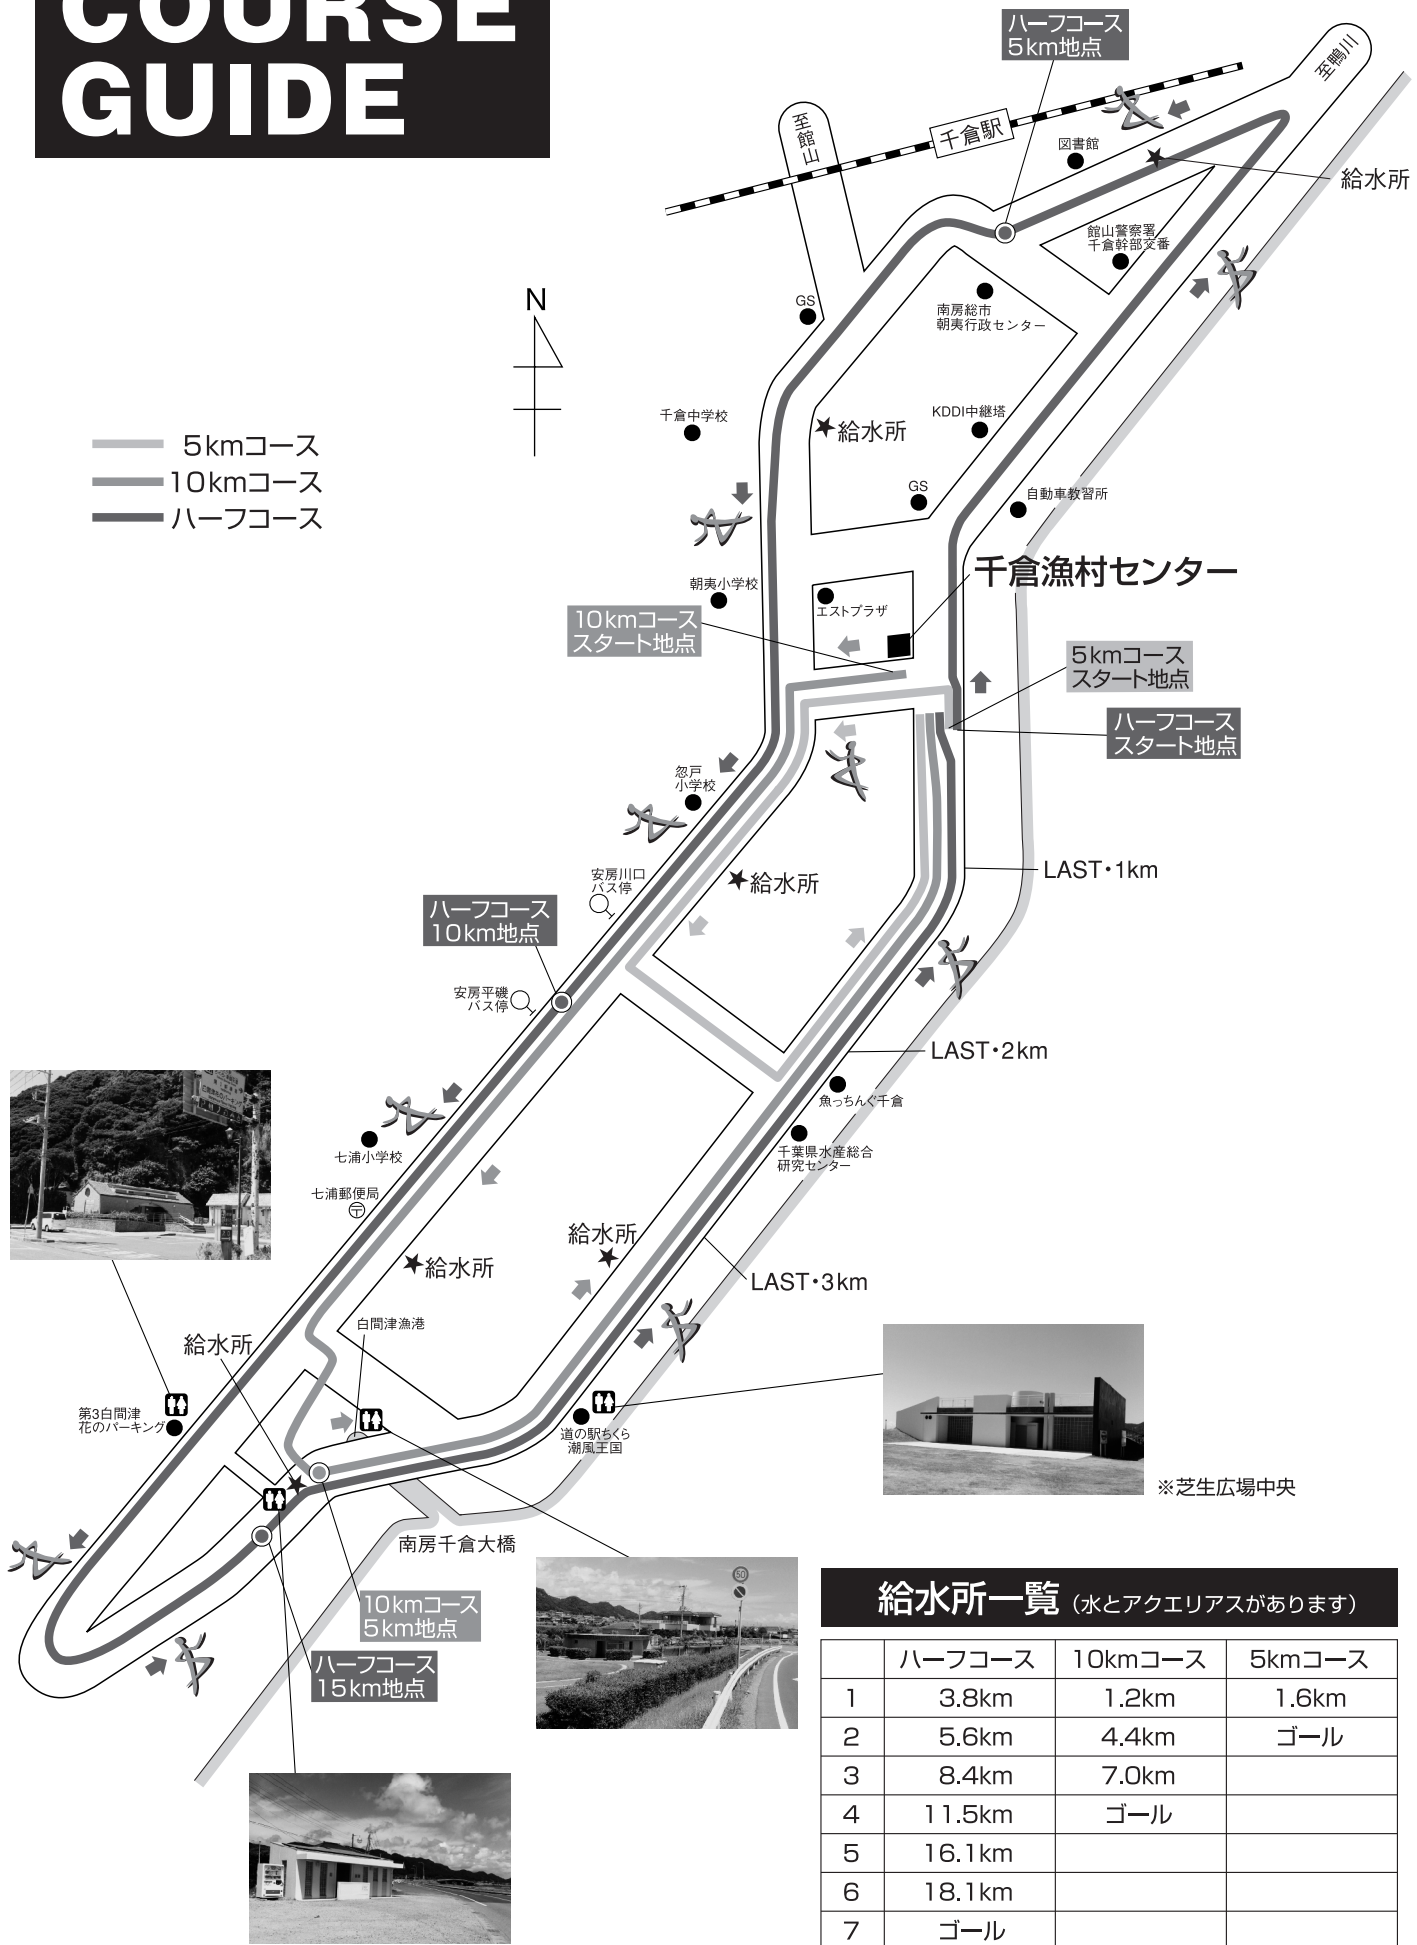 COURSE
GUIDE
ハーフコース
5km地点
至鴨川
至館山
千倉駅
図書館
給水所
館山警察署
千倉幹部交番
N
GS
南房総市
朝夷行政センター
千倉中学校
KDDI中継塔
給水所
5kmコース
10kmコース
ハーフコース
GS
自動車教習所
千倉漁村センター
朝夷小学校
エストプラザ
10kmコース
スタート地点
5kmコース
スタート地点
ハーフコース
スタート地点
忽戸
小学校
安房川口
バス停
給水所
LAST・1km
ハーフコース
10km地点
安房平磯
バス停
LAST・2km
魚っちんぐ千倉
千葉県水産総合
研究センター
七浦小学校
七浦郵便局
給水所
給水所
LAST・3km
白間津漁港
給水所
第3白間津
花のパーキング
道の駅ちくら
潮風王国
※芝生広場中央
南房千倉大橋
10kmコース
5km地点
ハーフコース
15km地点
50
給水所一覧（水とアクエリアスがあります）
ハーフコース 10kmコース 5kmコース
1 3.8km 1.2km 1.6km
2 5.6km 4.4km ゴール
3 8.4km 7.0km
4 11.5km ゴール
5 16.1km
6 18.1km
7 ゴール